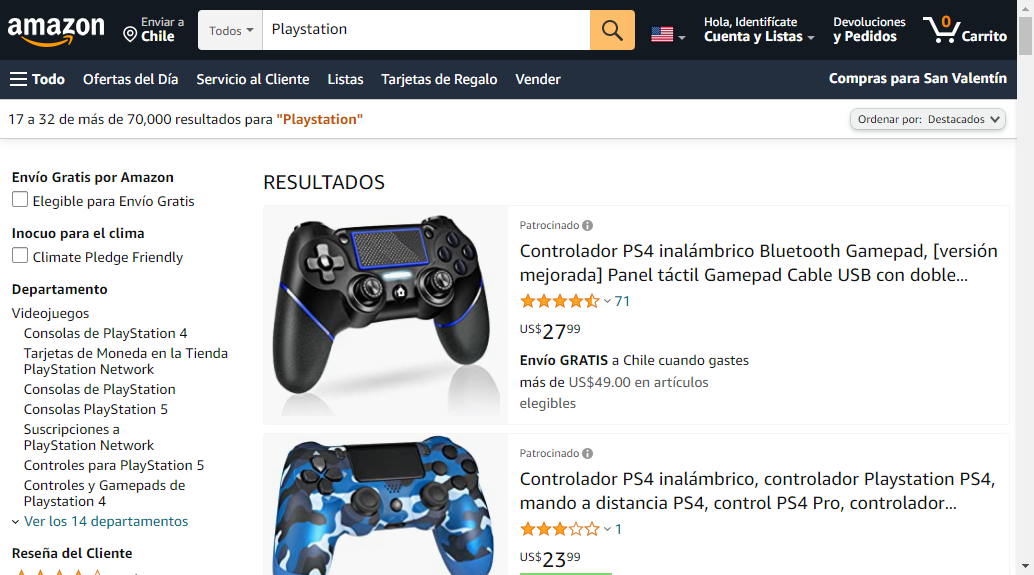 amazon
Enviar a
Chile
Todos
Playstation
Hola, Identifícate
Cuenta y Listas
Devoluciones
y Pedidos
0
Carrito
Todo
Ofertas del Día
Servicio al Cliente
Listas
Tarjetas de Regalo
Vender
Compras para San Valentín
17 a 32 de más de 70,000 resultados para "Playstation"
Ordenar por: Destacados
Envío Gratis por Amazon
Elegible para Envío Gratis
Inocuo para el clima
Climate Pledge Friendly
Departamento
Videojuegos
Consolas de PlayStation 4
Tarjetas de Moneda en la Tienda
PlayStation Network
Consolas de PlayStation
Consolas PlayStation 5
Suscripciones a
PlayStation Network
Controles para PlayStation 5
Controles y Gamepads de
Playstation 4
Ver los 14 departamentos
Reseña del Cliente
RESULTADOS
Patrocinado
Controlador PS4 inalámbrico Bluetooth Gamepad, [versión
mejorada] Panel táctil Gamepad Cable USB con doble...
71
US$27.99
Envío GRATIS a Chile cuando gastes
más de US$49.00 en artículos
elegibles
Patrocinado
Controlador PS4 inalámbrico, controlador Playstation PS4,
mando a distancia PS4, control PS4 Pro, controlador...
1
US$23.99